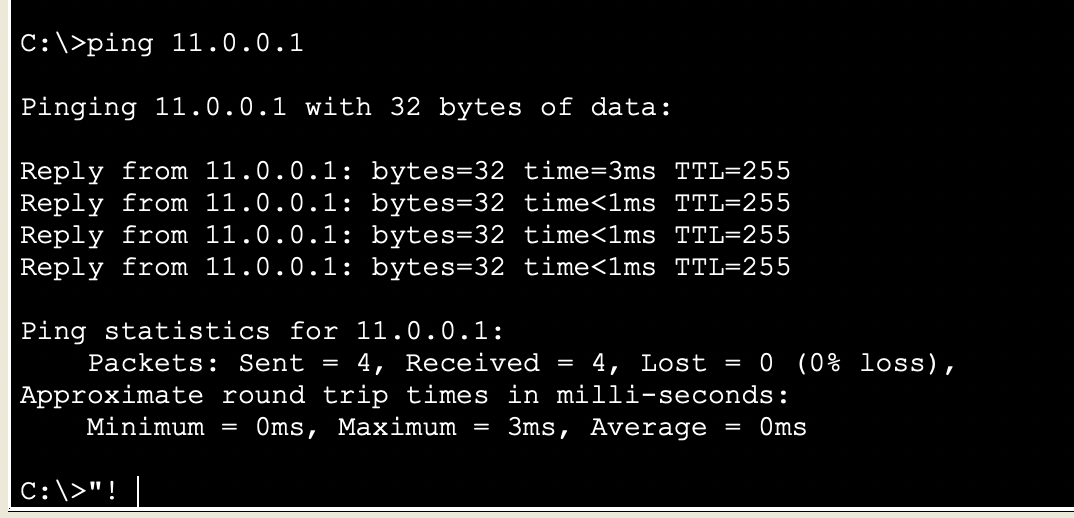 C:\>ping 11.0.0.1
Pinging 11.0.0.1 with 32 bytes of data:
Reply from 11.0.0.1: bytes=32 time=3ms TTL=255
Reply from 11.0.0.1: bytes=32 time<1ms TTL=255
Reply from 11.0.0.1: bytes=32 time<1ms TTL=255
Reply from 11.0.0.1: bytes=32 time<1ms TTL=255
Ping statistics for 11.0.0.1:
    Packets: Sent = 4, Received = 4, Lost = 0 (0% loss),
Approximate round trip times in milli-seconds:
    Minimum = 0ms, Maximum = 3ms, Average = 0ms
C:\>"!